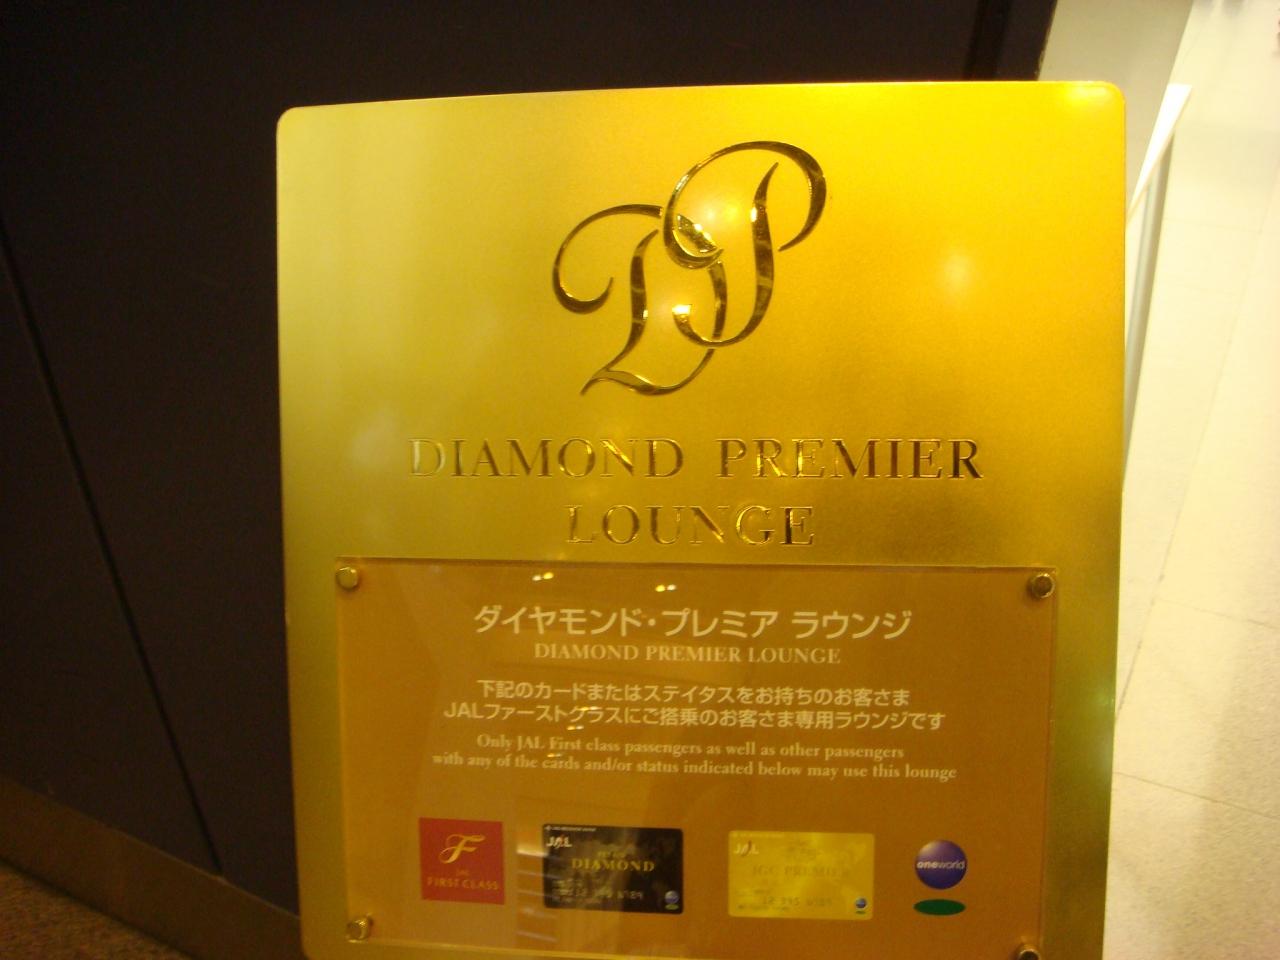 DP
DIAMOND PREMIER
LOUNGE
ダイヤモンド・プレミア ラウンジ
DIAMOND PREMIER LOUNGE
下記のカードまたはステイタスをお持ちのお客さま
JALファーストクラスにご搭乗のお客さま専用ラウンジです
Only JAL First class passengers as well as other passengers
with any of the cards and/or status indicated below may use this lounge
F
JAL
FIRST CLASS
JAL
DIAMOND
JAL
JGC PREMIER
oneworld